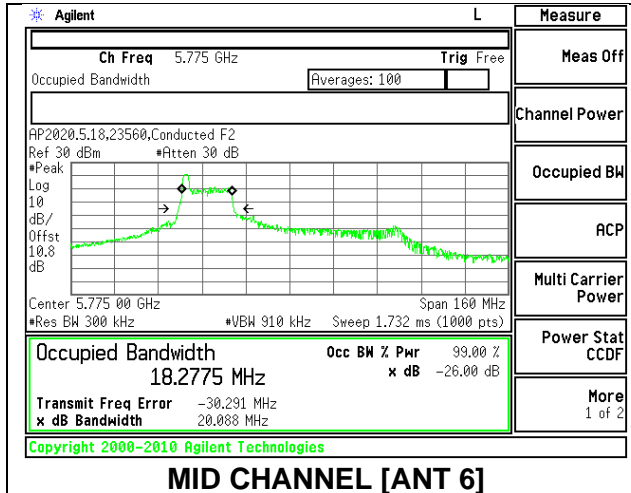 Agilent L
Ch Freq 5.775 GHz Trig Free
Occupied Bandwidth Averages: 100
AP2020.5.18,23560,Conducted F2
Ref 30 dBm #Atten 30 dB
#Peak
Log
10
dB/
Offst
10.8
dB
Center 5.775 00 GHz Span 160 MHz
#Res BW 300 kHz #VBW 910 kHz Sweep 1.732 ms (1000 pts)
Occupied Bandwidth Occ BW % Pwr 99.00 %
18.2775 MHz x dB -26.00 dB
Transmit Freq Error -30.291 MHz
x dB Bandwidth 20.088 MHz
Copyright 2000-2010 Agilent Technologies
Measure
Meas Off
Channel Power
Occupied BW
ACP
Multi Carrier
Power
Power Stat
CCDF
More
1 of 2
MID CHANNEL [ANT 6]